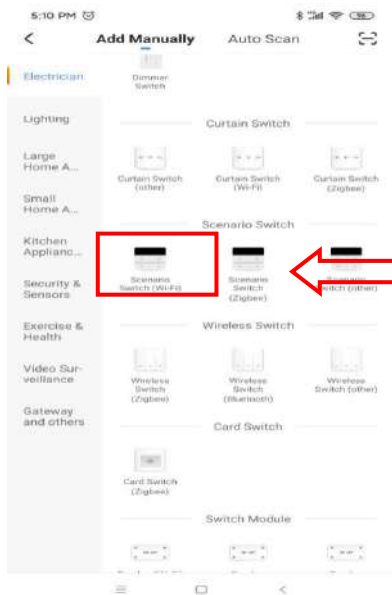 5:10 PM
Add Manually Auto Scan
Electrician
Dimmer
Switch
Lighting
Curtain Switch
Large
Home A...
Curtain Switch
(other)
Curtain Switch
(Wi-Fi)
Curtain Switch
(Zigbee)
Small
Home A...
Scenario Switch
Kitchen
Applianc...
Scenario
Switch (Wi-Fi)
Scenario
Switch
(Zigbee)
Switch (other)
Security &
Sensors
Exercise &
Health
Wireless Switch
Video Sur-
veillance
Wireless
Switch
(Zigbee)
Wireless
Switch
(Bluetooth)
Wireless
Switch (other)
Gateway
and others
Card Switch
Card Switch
(Zigbee)
Switch Module